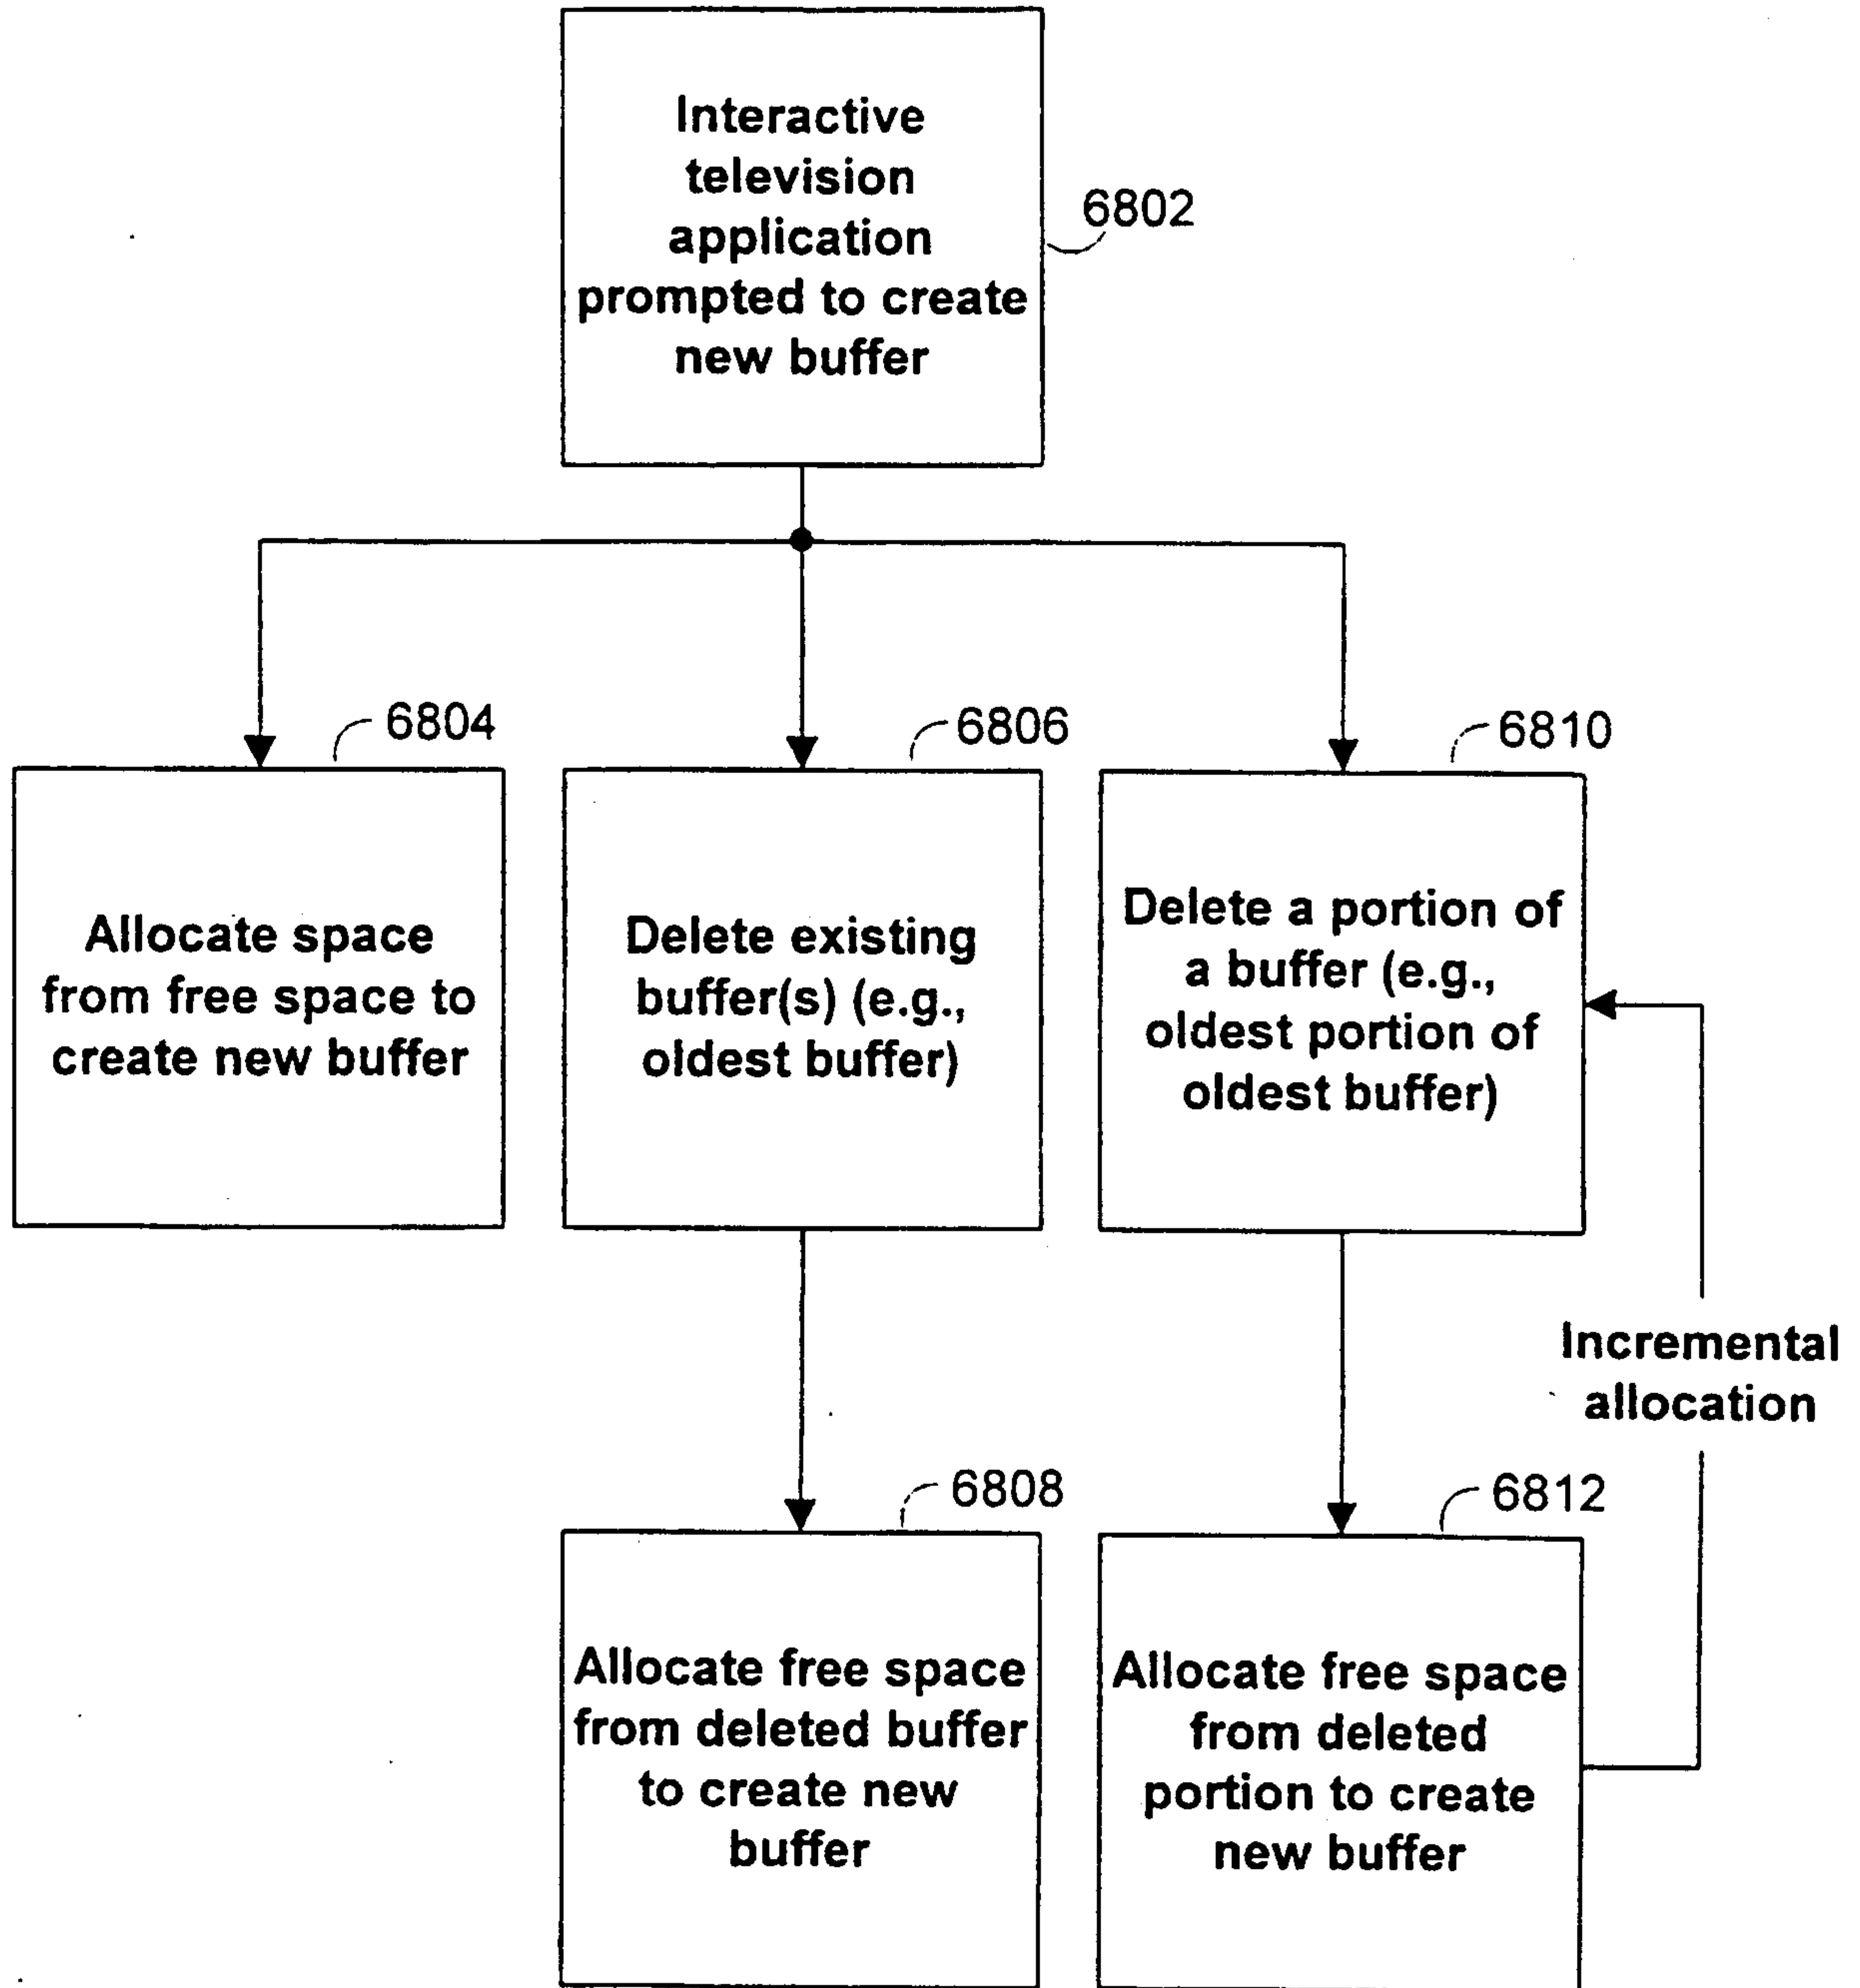 Interactive
television
application
prompted to create
new buffer
6802
6804
6806
6810
Allocate space
from free space to
create new buffer
Delete existing
buffer(s) (e.g.,
oldest buffer)
Delete a portion of
a buffer (e.g.,
oldest portion of
oldest buffer)
Incremental
allocation
6808
6812
Allocate free space
from deleted buffer
to create new
buffer
Allocate free space
from deleted
portion to create
new buffer